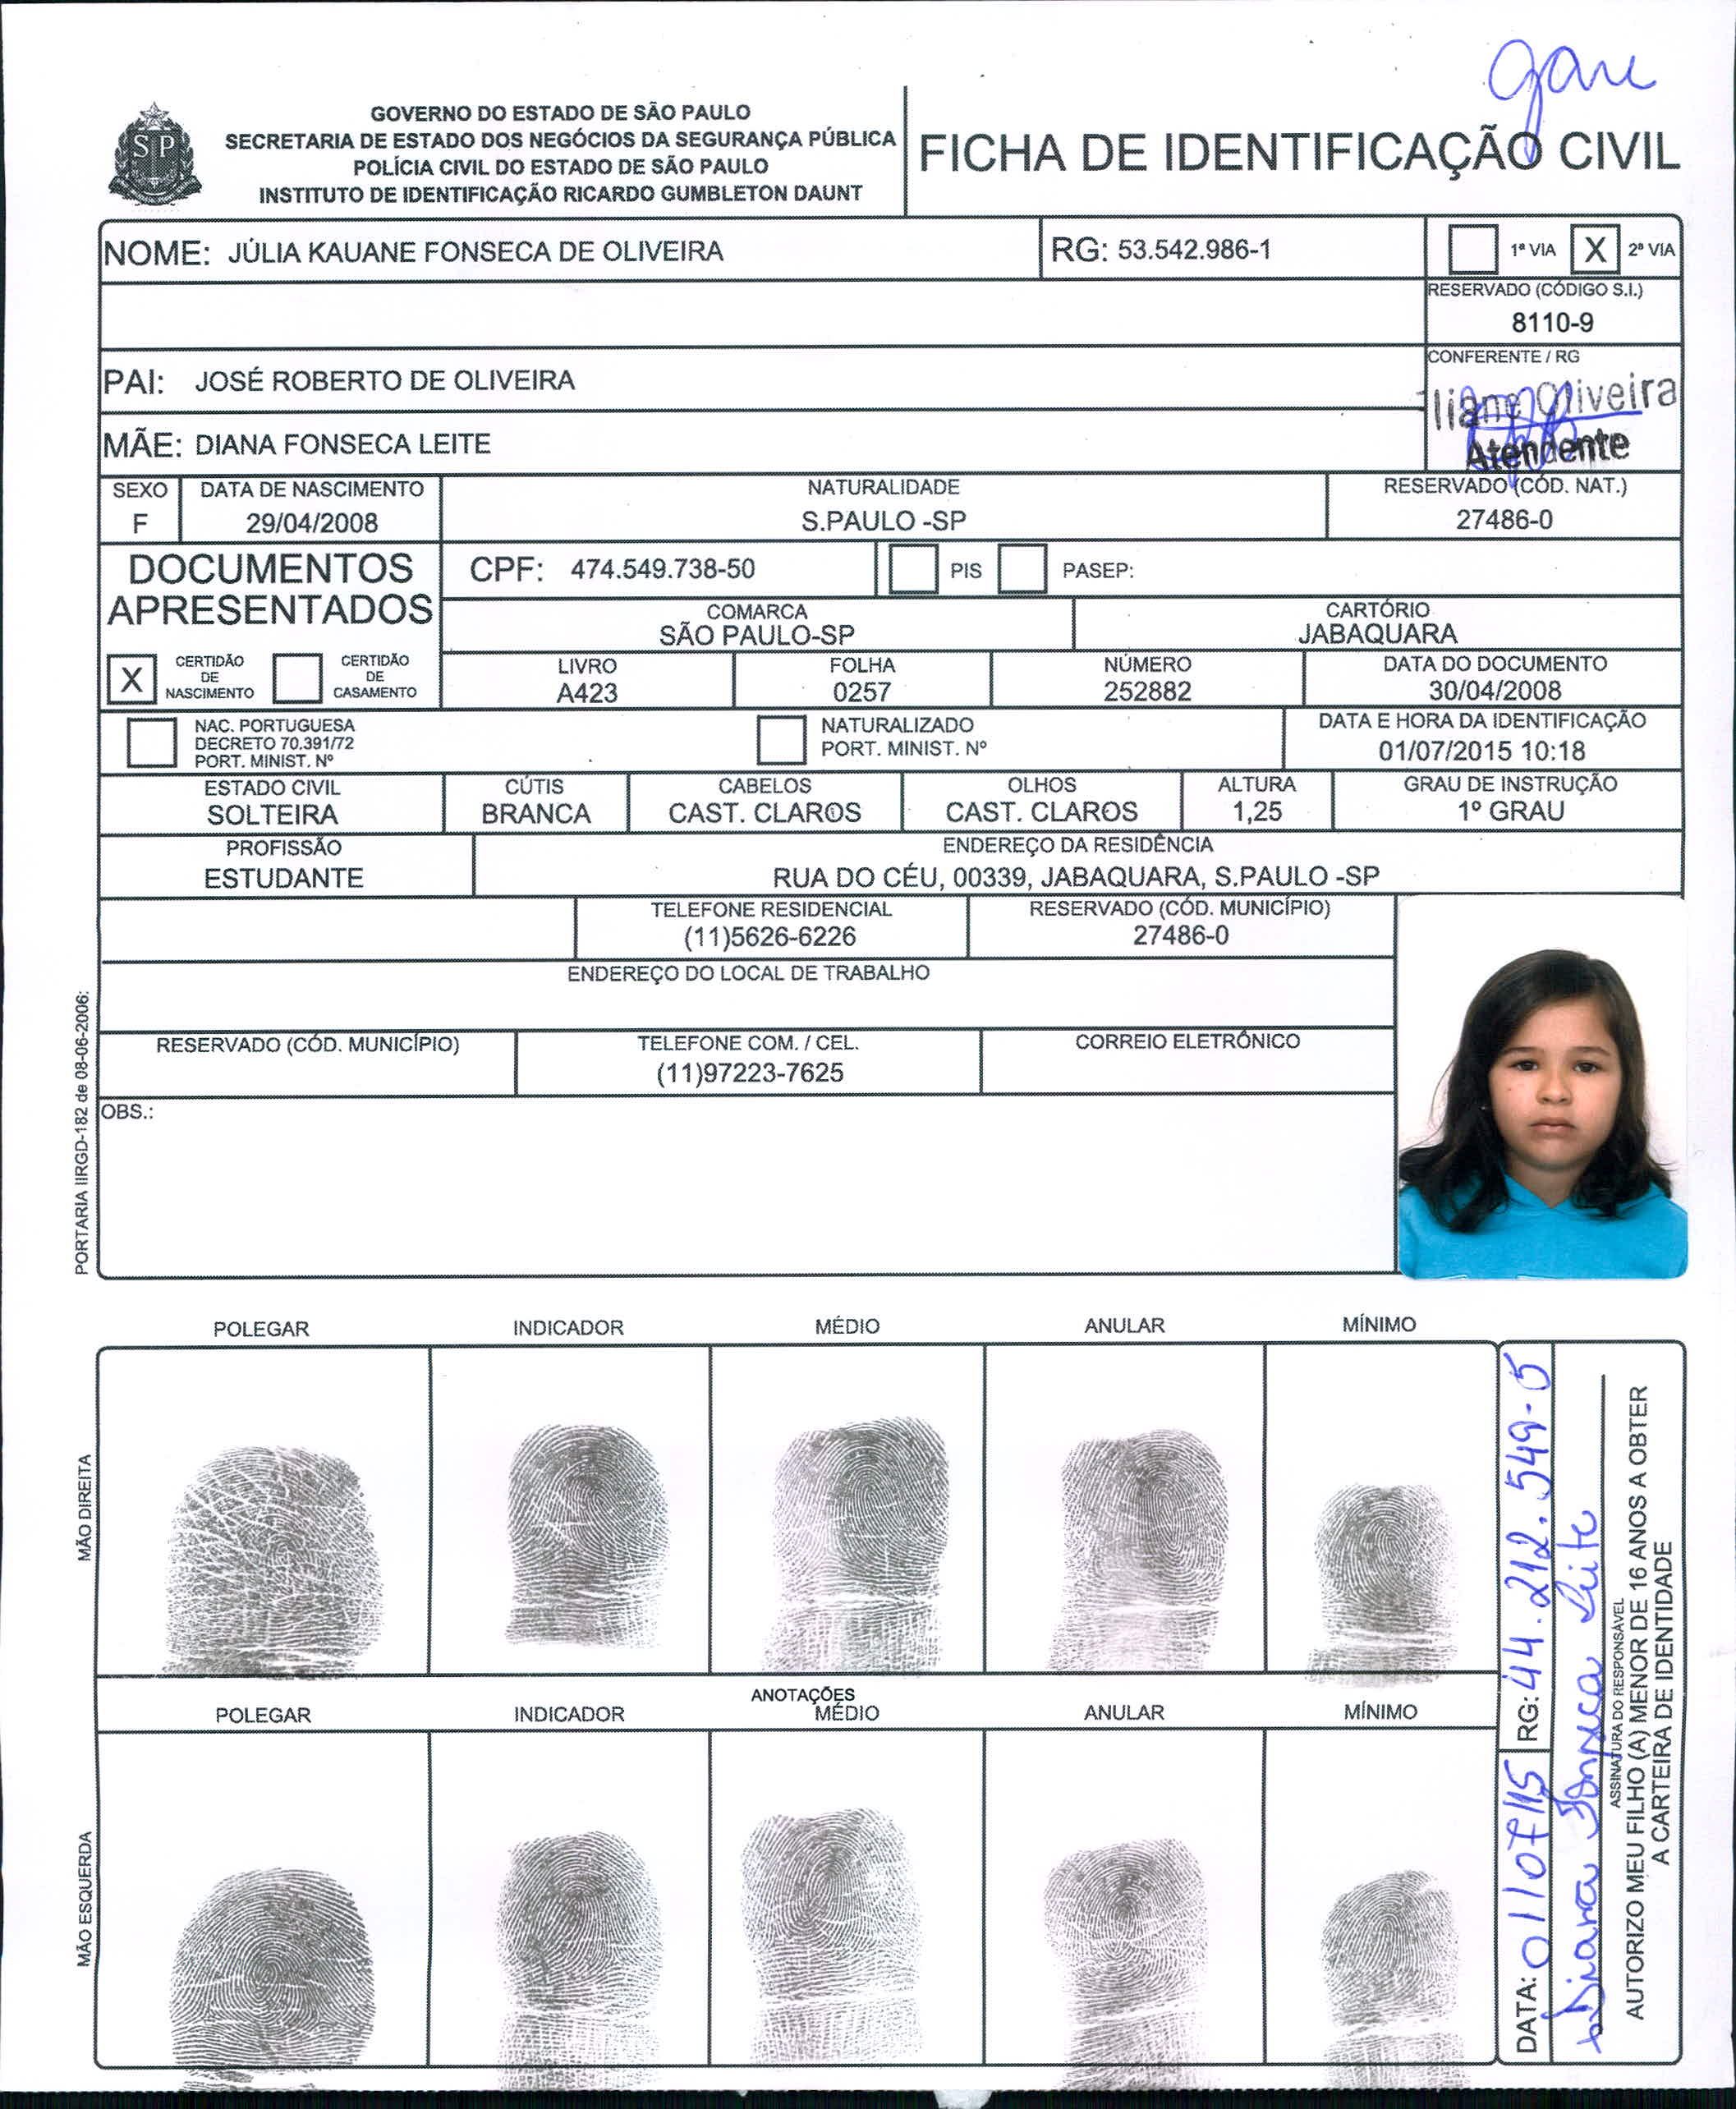 gare
GOVERNO DO ESTADO DE SÃO PAULO
SECRETARIA DE ESTADO DOS NEGÓCIOS DA SEGURANÇA PÚBLICA
POLÍCIA CIVIL DO ESTADO DE SÃO PAULO
INSTITUTO DE IDENTIFICAÇÃO RICARDO GUMBLETON DAUNT
SP
FICHA DE IDENTIFICAÇÃO CIVIL
NOME: JÚLIA KAUANE FONSECA DE OLIVEIRA
RG: 53.542.986-1
1ª VIA X 2ª VIA
RESERVADO (CÓDIGO S.I.)
8110-9
PAI: JOSÉ ROBERTO DE OLIVEIRA
CONFERENTE / RG
liane Oliveira
Atendente
MÃE: DIANA FONSECA LEITE
SEXO
F
DATA DE NASCIMENTO
29/04/2008
NATURALIDADE
S.PAULO -SP
RESERVADO (CÓD. NAT.)
27486-0
DOCUMENTOS
APRESENTADOS
CPF: 474.549.738-50
PIS
PASEP:
COMARCA
SÃO PAULO-SP
CARTÓRIO
JABAQUARA
X
CERTIDÃO
DE
NASCIMENTO
CERTIDÃO
DE
CASAMENTO
LIVRO
A423
FOLHA
0257
NÚMERO
252882
DATA DO DOCUMENTO
30/04/2008
NAC. PORTUGUESA
DECRETO 70.391/72
PORT. MINIST. Nº
NATURALIZADO
PORT. MINIST. Nº
DATA E HORA DA IDENTIFICAÇÃO
01/07/2015 10:18
ESTADO CIVIL
SOLTEIRA
CÚTIS
BRANCA
CABELOS
CAST. CLAROS
OLHOS
CAST. CLAROS
ALTURA
1,25
GRAU DE INSTRUÇÃO
1º GRAU
PROFISSÃO
ESTUDANTE
ENDEREÇO DA RESIDÊNCIA
RUA DO CÉU, 00339, JABAQUARA, S.PAULO -SP
TELEFONE RESIDENCIAL
(11)5626-6226
RESERVADO (CÓD. MUNICÍPIO)
27486-0
ENDEREÇO DO LOCAL DE TRABALHO
RESERVADO (CÓD. MUNICÍPIO)
TELEFONE COM. / CEL.
(11)97223-7625
CORREIO ELETRÔNICO
OBS.:
PORTARIA IIRGD-182 de 08-06-2006:
POLEGAR INDICADOR MÉDIO ANULAR MÍNIMO
MÃO DIREITA
ANOTAÇÕES
POLEGAR INDICADOR MÉDIO ANULAR MÍNIMO
MÃO ESQUERDA
DATA: 01/07/15 RG: 44.212.549-5
Diana Fonseca Leite
ASSINATURA DO RESPONSÁVEL
AUTORIZO MEU FILHO (A) MENOR DE 16 ANOS A OBTER
A CARTEIRA DE IDENTIDADE